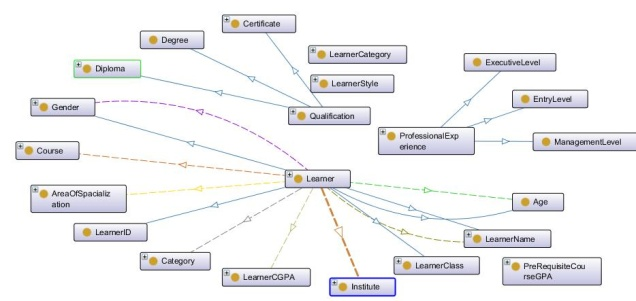 Certificate
Degree
LearnerCategory
ExecutiveLevel
Diploma
LearnerStyle
EntryLevel
Gender
Qualification
ProfessionalExp
erience
ManagementLevel
Course
Learner
AreaOfSpacializ
ation
Age
LearnerID
LearnerName
Category
LearnerClass
PreRequisiteCou
rseGPA
LearnerCGPA
Institute